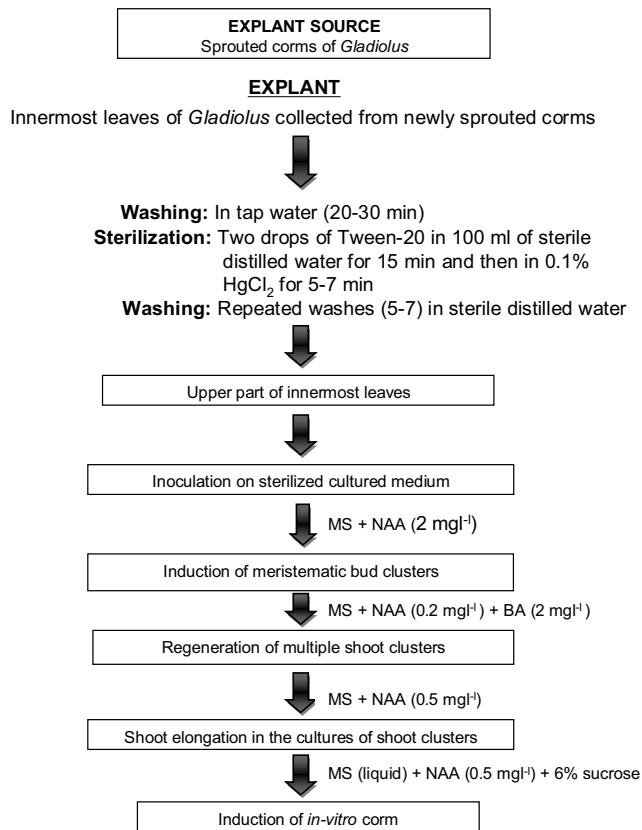 EXPLANT SOURCE
Sprouted corms of Gladiolus
EXPLANT
Innermost leaves of Gladiolus collected from newly sprouted corms
Washing: In tap water (20-30 min)
Sterilization: Two drops of Tween-20 in 100 ml of sterile
distilled water for 15 min and then in 0.1%
HgCl₂ for 5-7 min
Washing: Repeated washes (5-7) in sterile distilled water
Upper part of innermost leaves
Inoculation on sterilized cultured medium
MS + NAA (2 mgl⁻ˡ)
Induction of meristematic bud clusters
MS + NAA (0.2 mgl⁻ˡ) + BA (2 mgl⁻ˡ)
Regeneration of multiple shoot clusters
MS + NAA (0.5 mgl⁻ˡ)
Shoot elongation in the cultures of shoot clusters
MS (liquid) + NAA (0.5 mgl⁻ˡ) + 6% sucrose
Induction of in-vitro corm